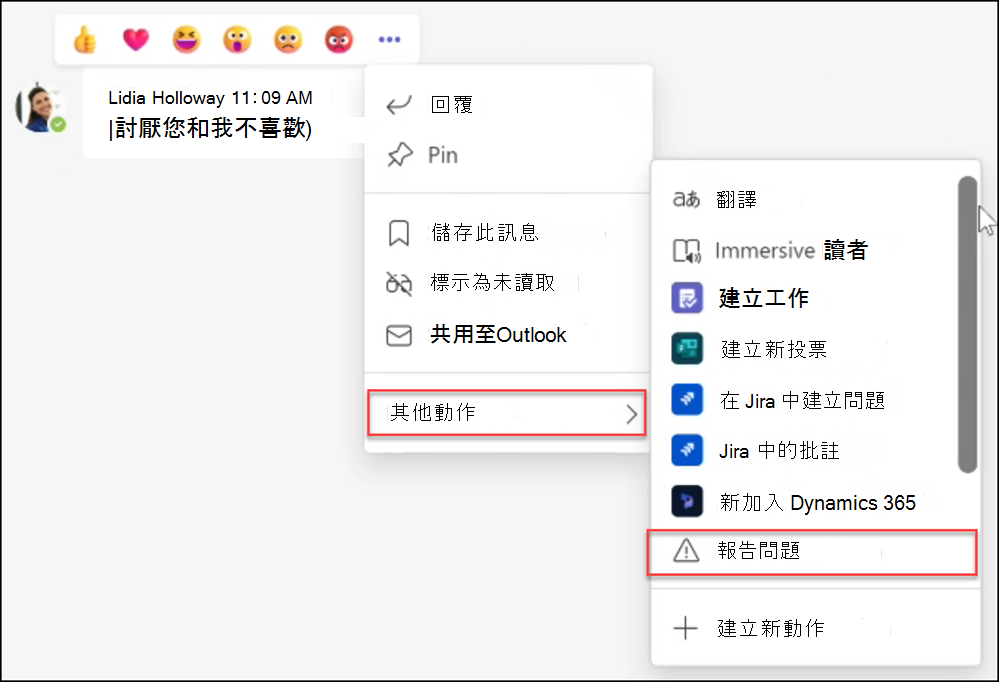 Lidia Holloway 11:09 AM
|討厭您和我不喜歡)
回覆
Pin
儲存此訊息
標示為未讀取
共用至Outlook
其他動作
aあ 翻譯
Immersive 讀者
建立工作
建立新投票
在 Jira 中建立問題
Jira 中的批註
新加入 Dynamics 365
報告問題
建立新動作